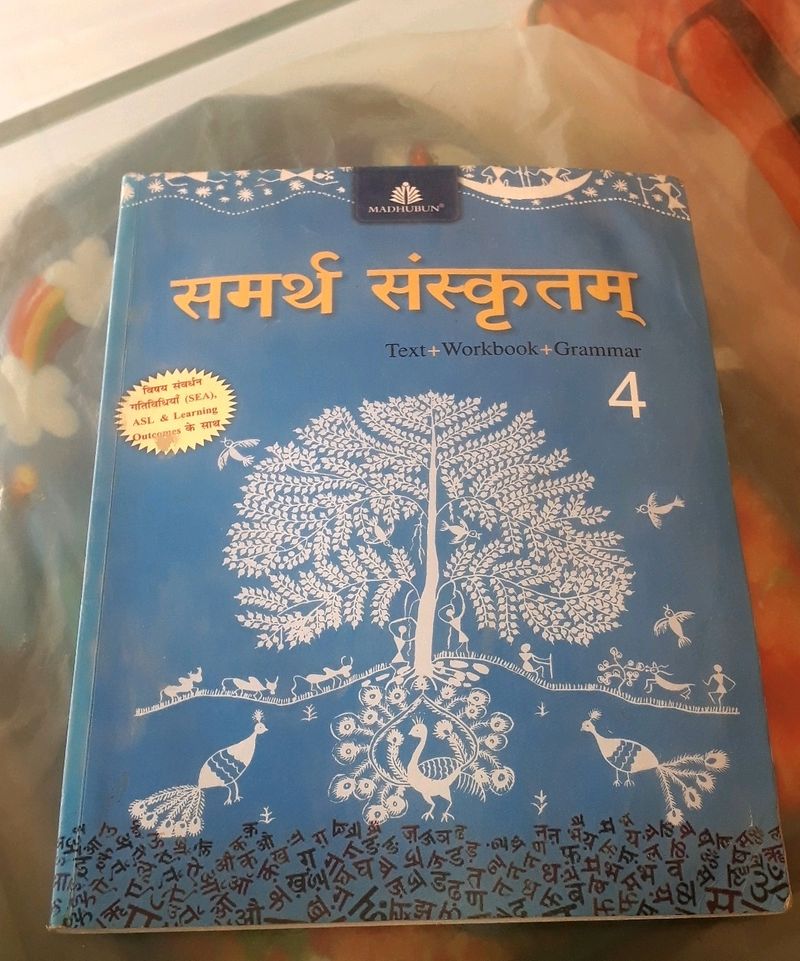 MADHUBUN®
समर्थ संस्कृतम्
Text+Workbook+Grammar
4
विषय संवर्धन
गतिविधियाँ (SEA),
ASL & Learning
Outcomes के साथ